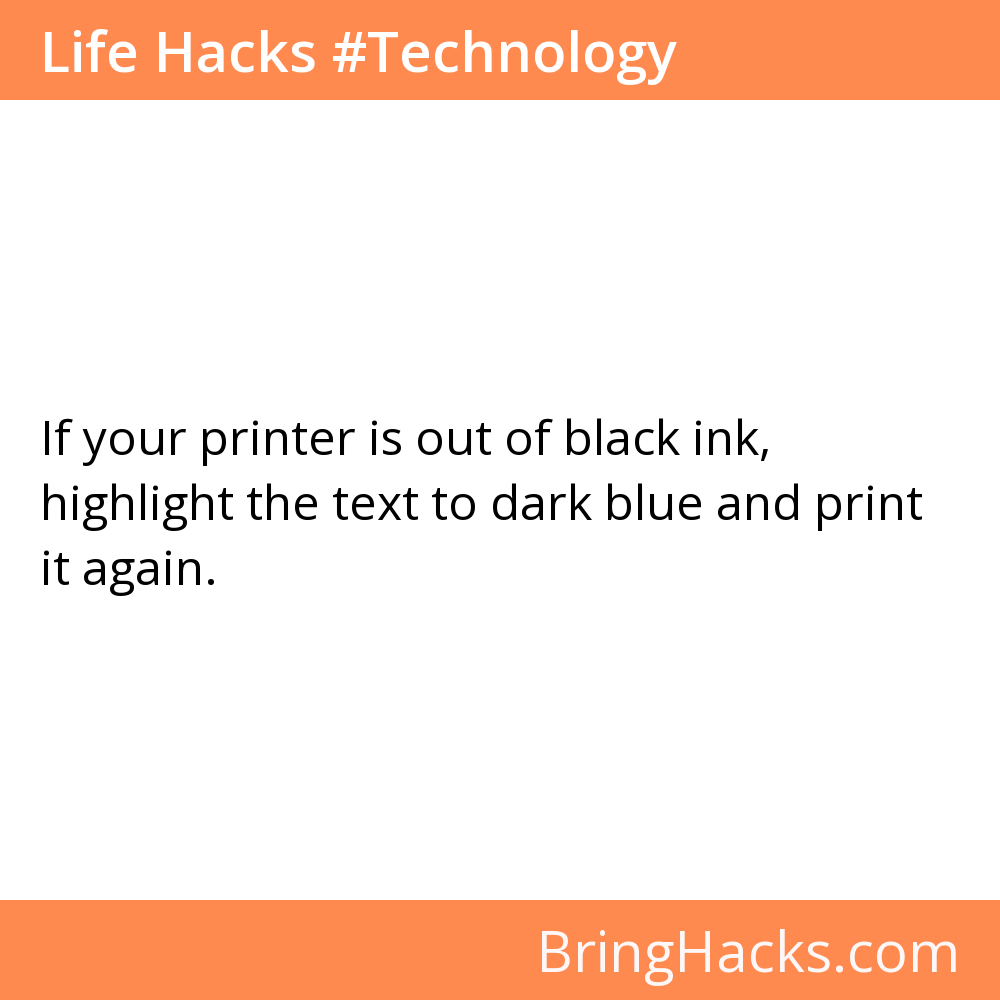 Life Hacks #Technology
If your printer is out of black ink,
highlight the text to dark blue and print
it again.
BringHacks.com